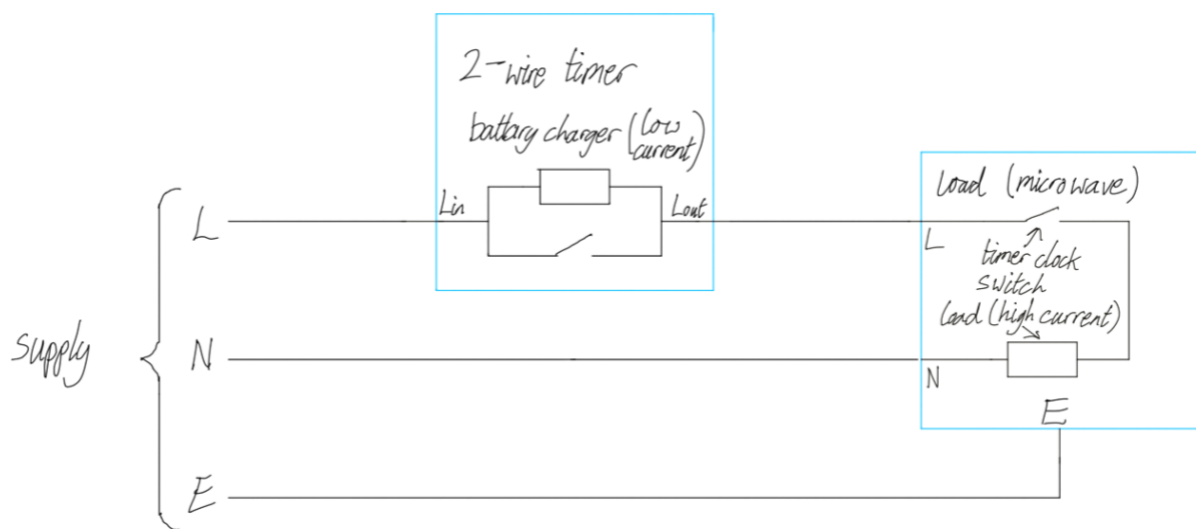 2-wire timer
battary charger (low
current)
Lin
Lout
load (microwave)
L
L
timer clock
switch
load (high current)
supply
N
N
E
E